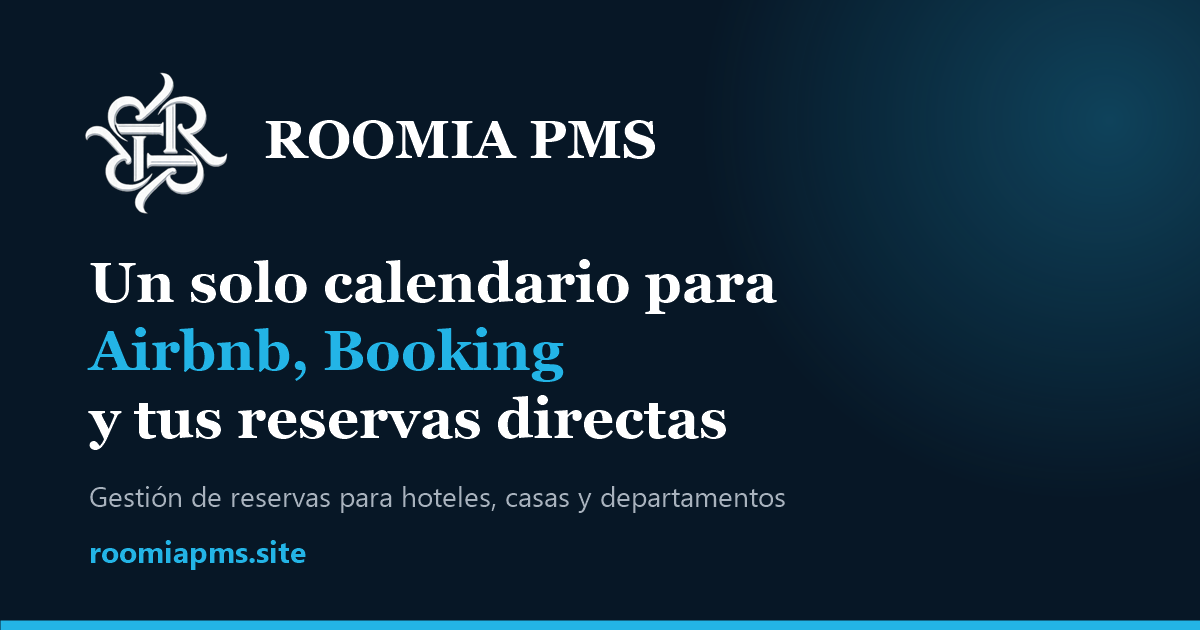 ROOMIA PMS
Un solo calendario para
Airbnb, Booking
y tus reservas directas
Gestión de reservas para hoteles, casas y departamentos
roomiapms.site